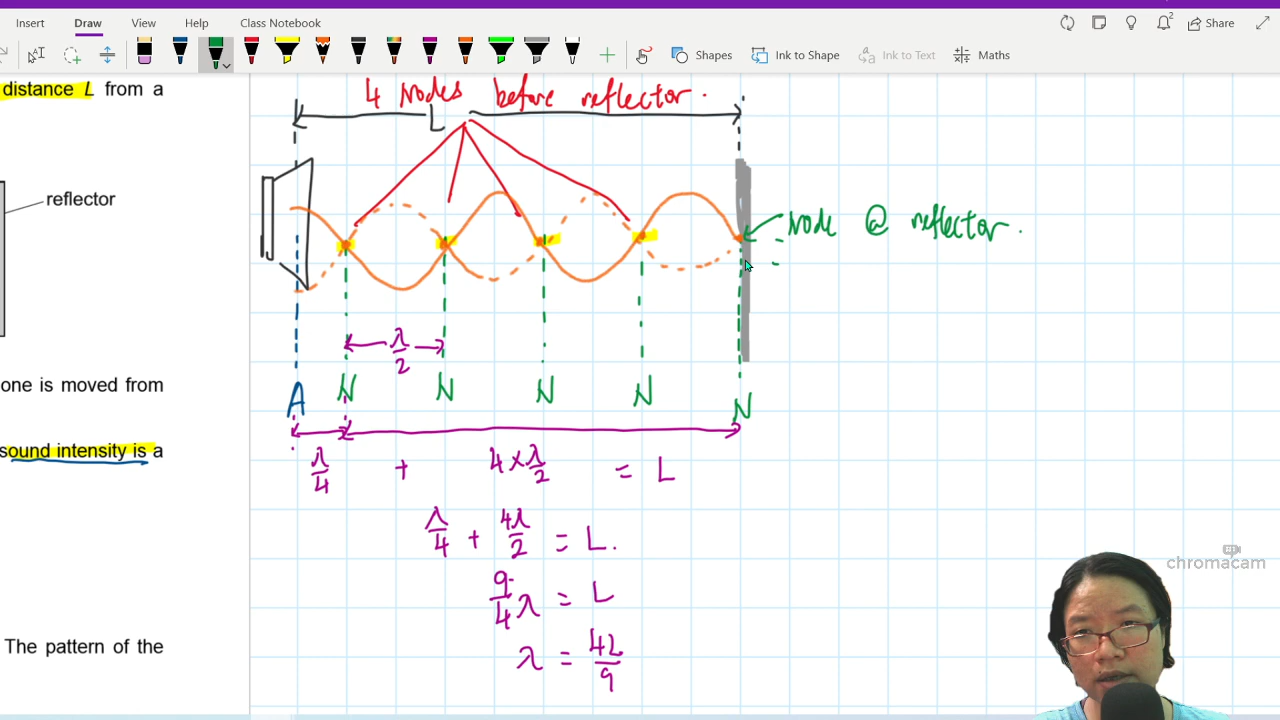 Insert Draw View Help Class Notebook Share
Shapes Ink to Shape Ink to Text Maths
distance L from a
reflector
one is moved from
sound intensity is a
The pattern of the
4 Nodes before reflector.
L
Node @ reflector.
λ/2
A N N N N N
λ/4 + 4×λ/2 = L
λ/4 + 4λ/2 = L.
9/4 λ = L
λ = 4L/9
chromacam